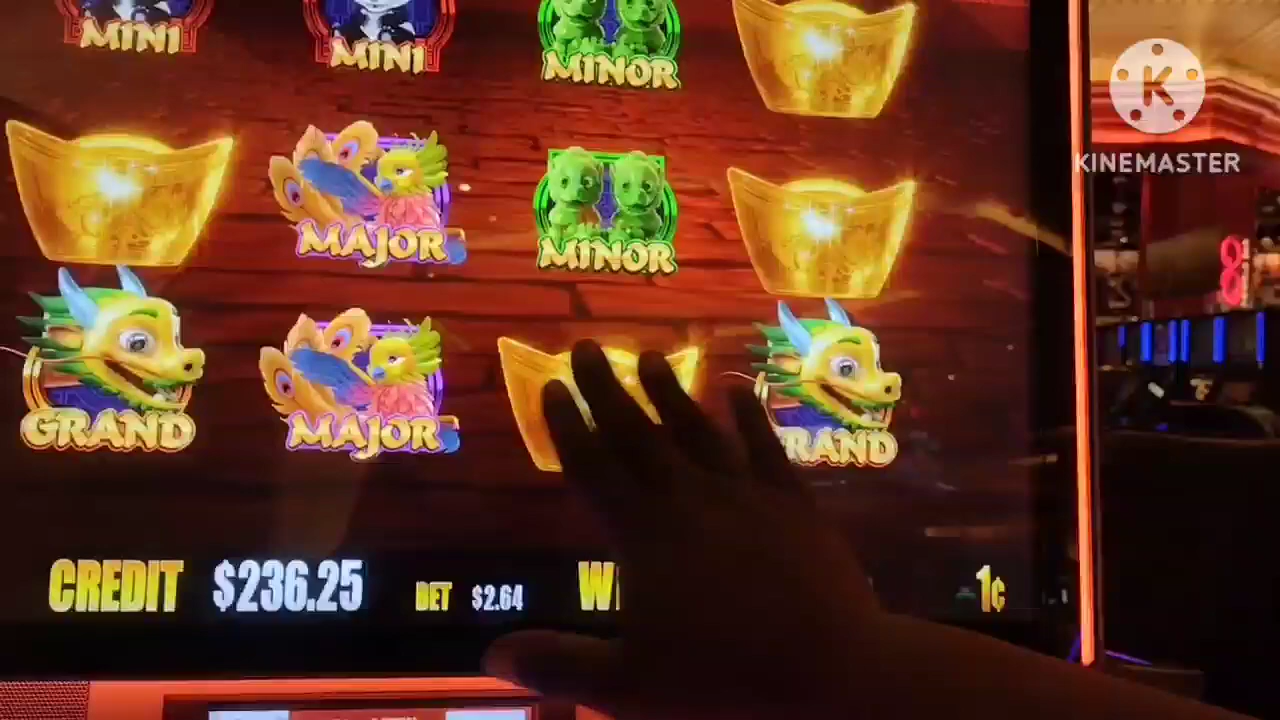 MINI MINI MINOR
MAJOR MINOR
GRAND MAJOR RAND
CREDIT $236.25 BET $2.64 1¢
K
KINEMASTER